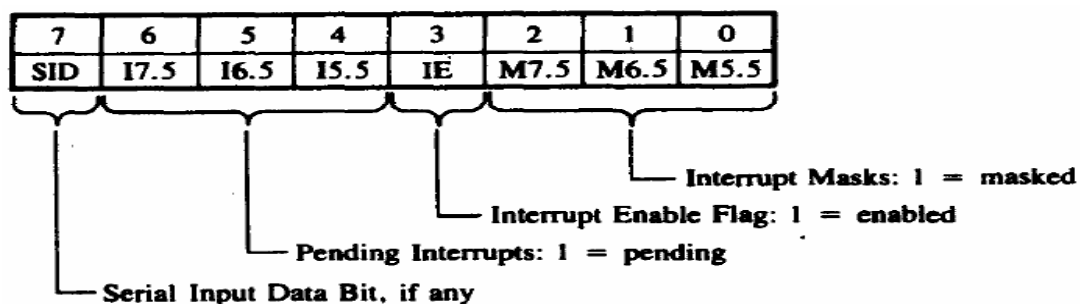 7 6 5 4 3 2 1 0
SID I7.5 I6.5 I5.5 IE M7.5 M6.5 M5.5
Interrupt Masks: 1 = masked
Interrupt Enable Flag: 1 = enabled
Pending Interrupts: 1 = pending
Serial Input Data Bit, if any